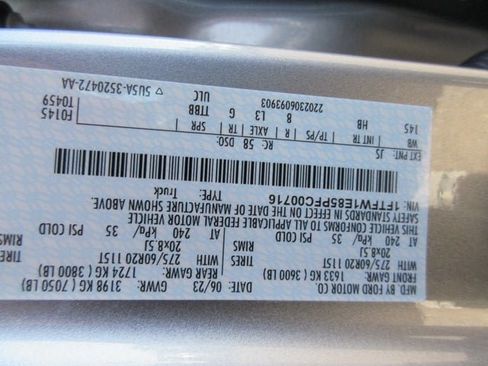 MFD. BY FORD MOTOR CO.
DATE: 06/23 GVWR: 3198 KG ( 7050 LB)
FRONT GAWR: 1633 KG ( 3600 LB) REAR GAWR: 1724 KG ( 3800 LB)
WITH 275/60R20 115T TIRES WITH 275/60R20 115T TIRES
20x8.5J RIMS 20x8.5J RIMS
AT 240 kPa/ 35 PSI COLD AT 240 kPa/ 35 PSI COLD
THIS VEHICLE CONFORMS TO ALL APPLICABLE FEDERAL MOTOR VEHICLE
SAFETY STANDARDS IN EFFECT ON THE DATE OF MANUFACTURE SHOWN ABOVE.
VIN: 1FTFW1E85PFC00716 TYPE: Truck
EXT PNT: JS RC: 58 DSO:
WB INT TR TP/PS R AXLE TR SPR
145 HB 8 L3 G TTBB F0145
T0459
2202306093903 ULC
5U5A-3520472-AA